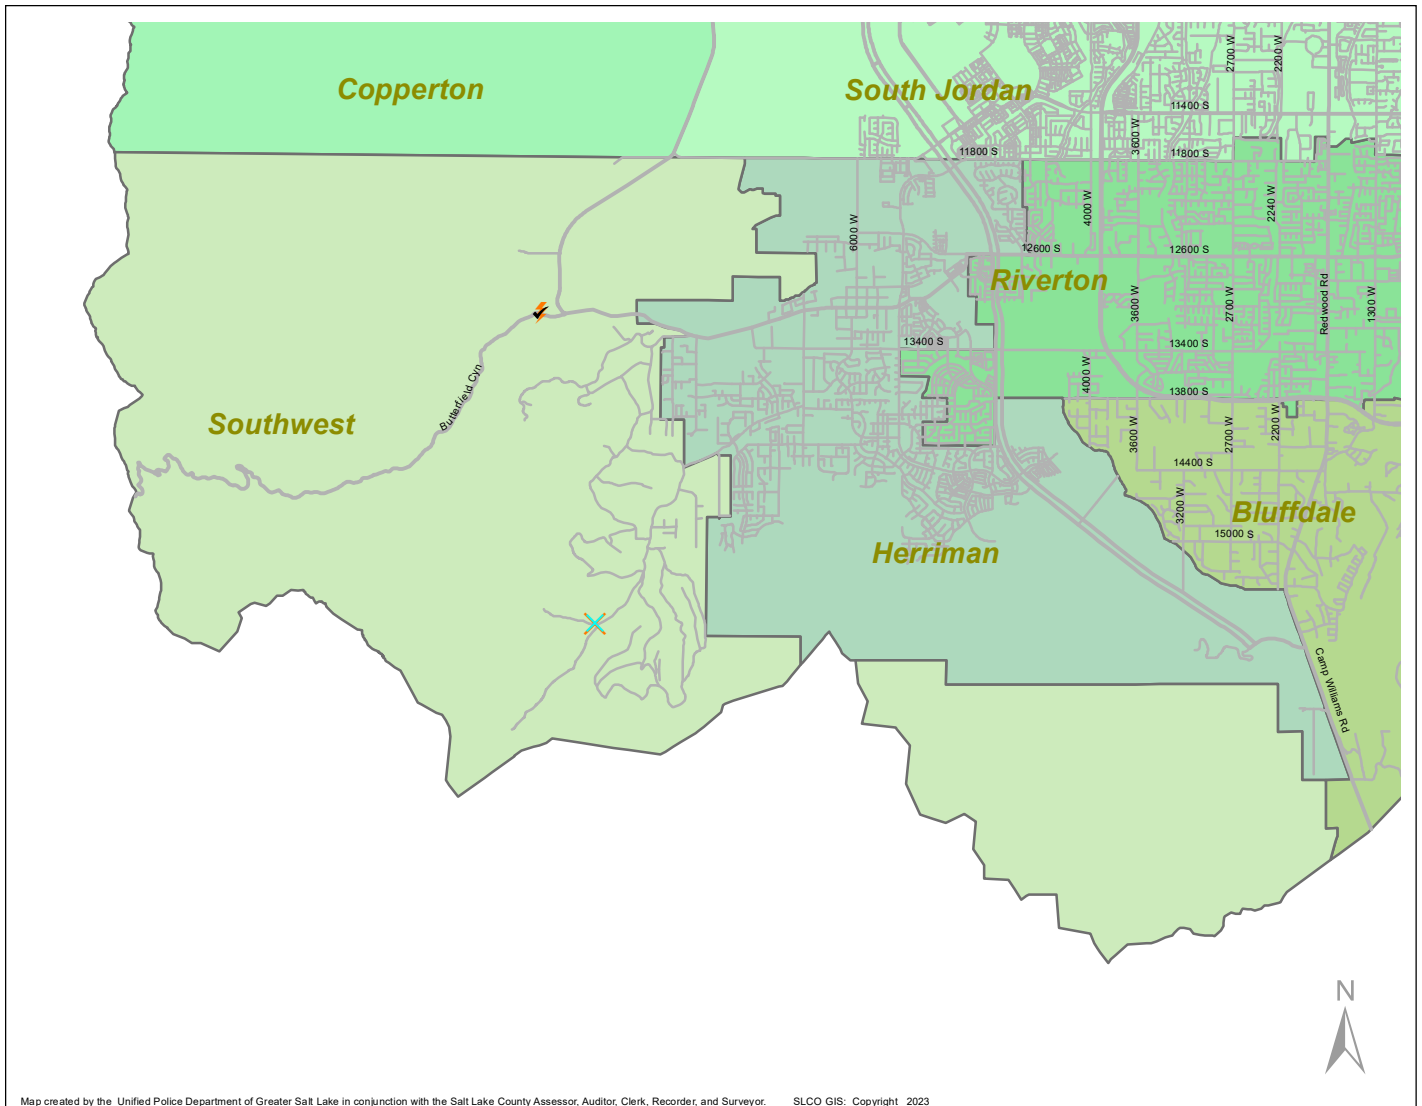 2700 W
2200 W
Copperton
South Jordan
11400 S
3600 W
11800 S
11800 S
4000 W
2240 W
6000 W
12600 S
12600 S
Riverton
3600 W
2700 W
Redwood Rd
1300 W
13400 S
13400 S
Butterfield Cyn
4000 W
13800 S
Southwest
3600 W
2700 W
2200 W
14400 S
3200 W
Bluffdale
15000 S
Herriman
Camp Williams Rd
N
Map created by the Unified Police Department of Greater Salt Lake in conjunction with the Salt Lake County Assessor, Auditor, Clerk, Recorder, and Surveyor. SLCO GIS: Copyright 2023